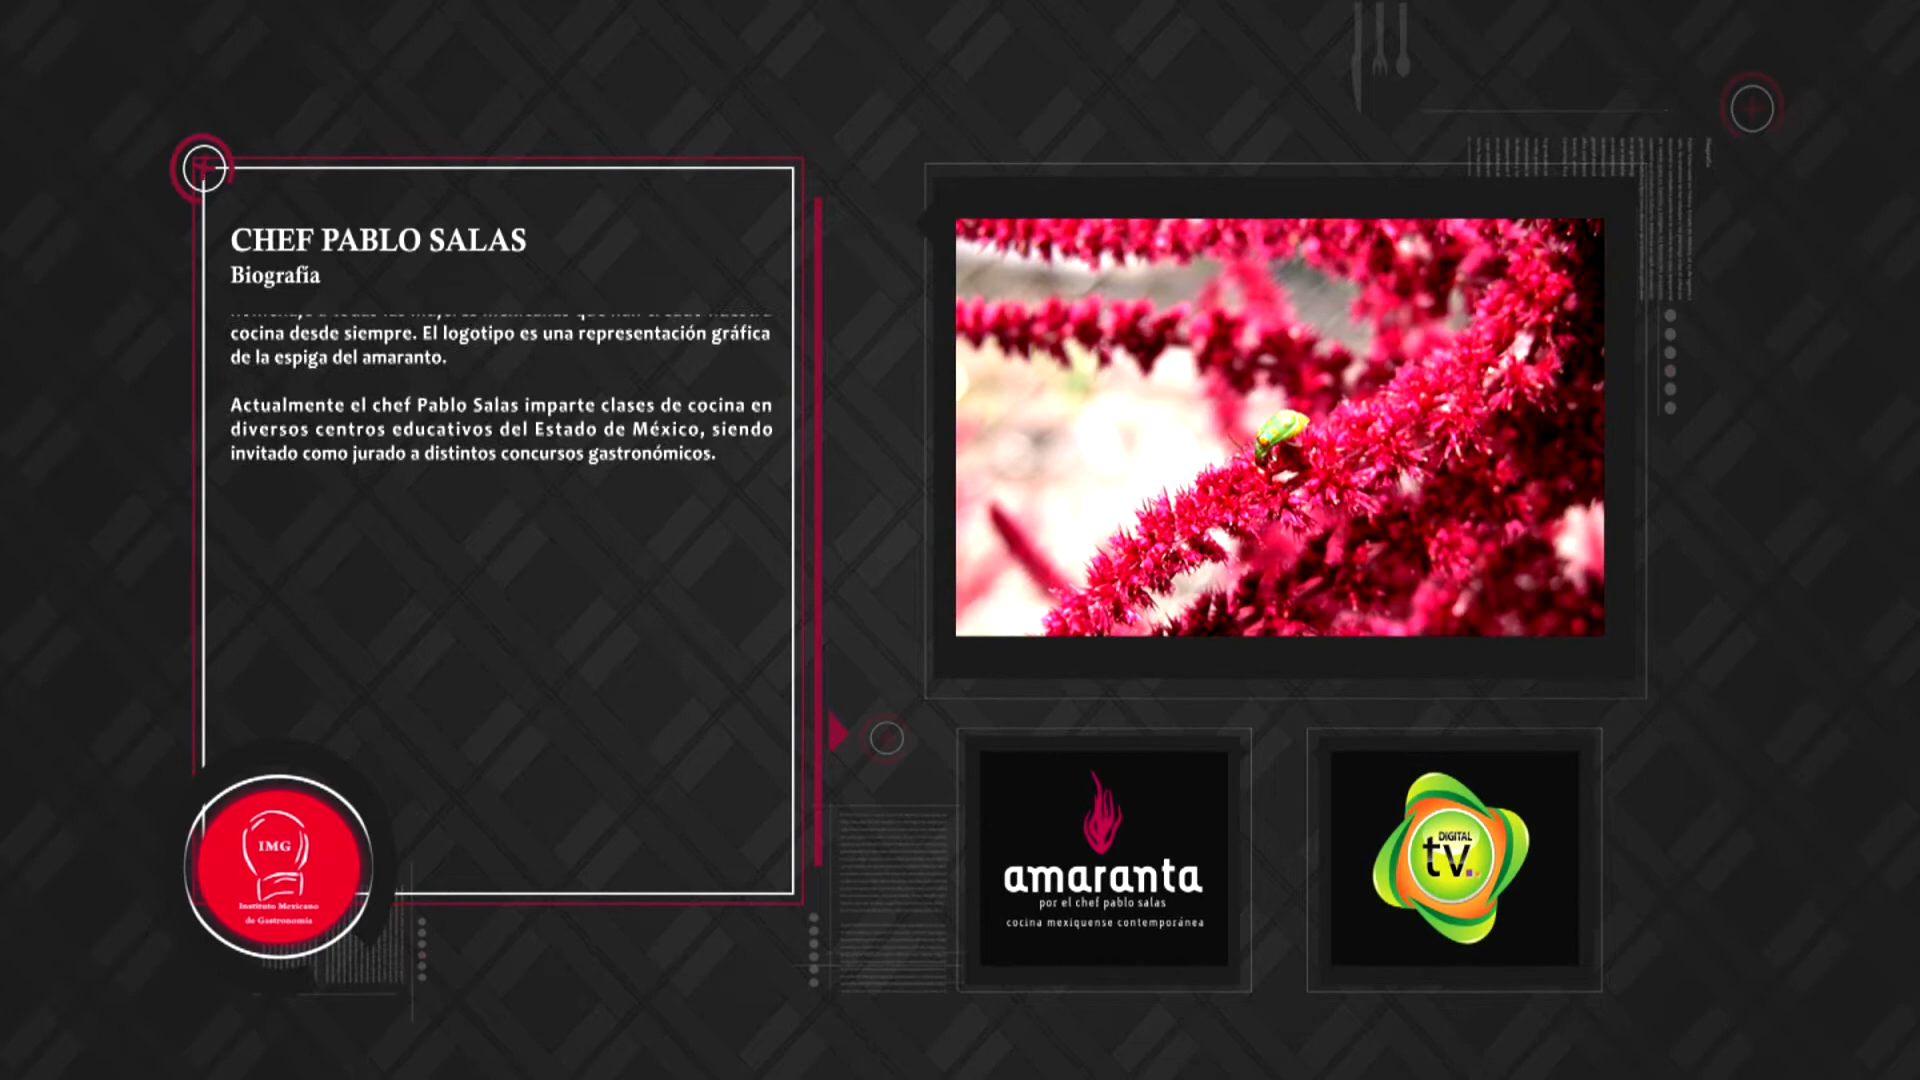 CHEF PABLO SALAS
Biografía
cocina desde siempre. El logotipo es una representación gráfica
de la espiga del amaranto.
Actualmente el chef Pablo Salas imparte clases de cocina en
diversos centros educativos del Estado de México, siendo
invitado como jurado a distintos concursos gastronómicos.
IMG
Instituto Mexicano
de Gastronomía
amaranta
por el chef pablo salas
cocina mexiquense contemporánea
DIGITAL
tv.